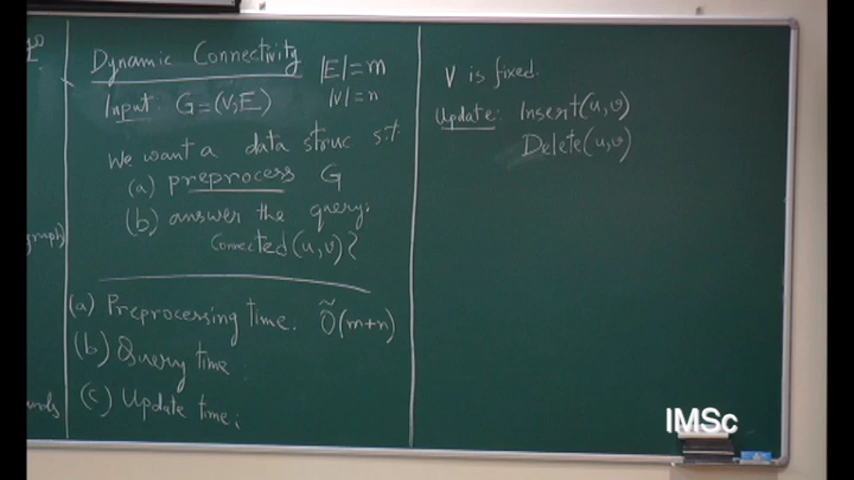 Dynamic Connectivity
|E|=m
|V|=n
Input: G=(V,E)
We want a data struc s.t.
(a) preprocess G
(b) answer the query:
Connected(u,v)?
(a) Preprocessing time. Õ(m+n)
(b) Query time
(c) Update time;
V is fixed.
Update: Insert(u,v)
Delete(u,v)
graph)
IMSc